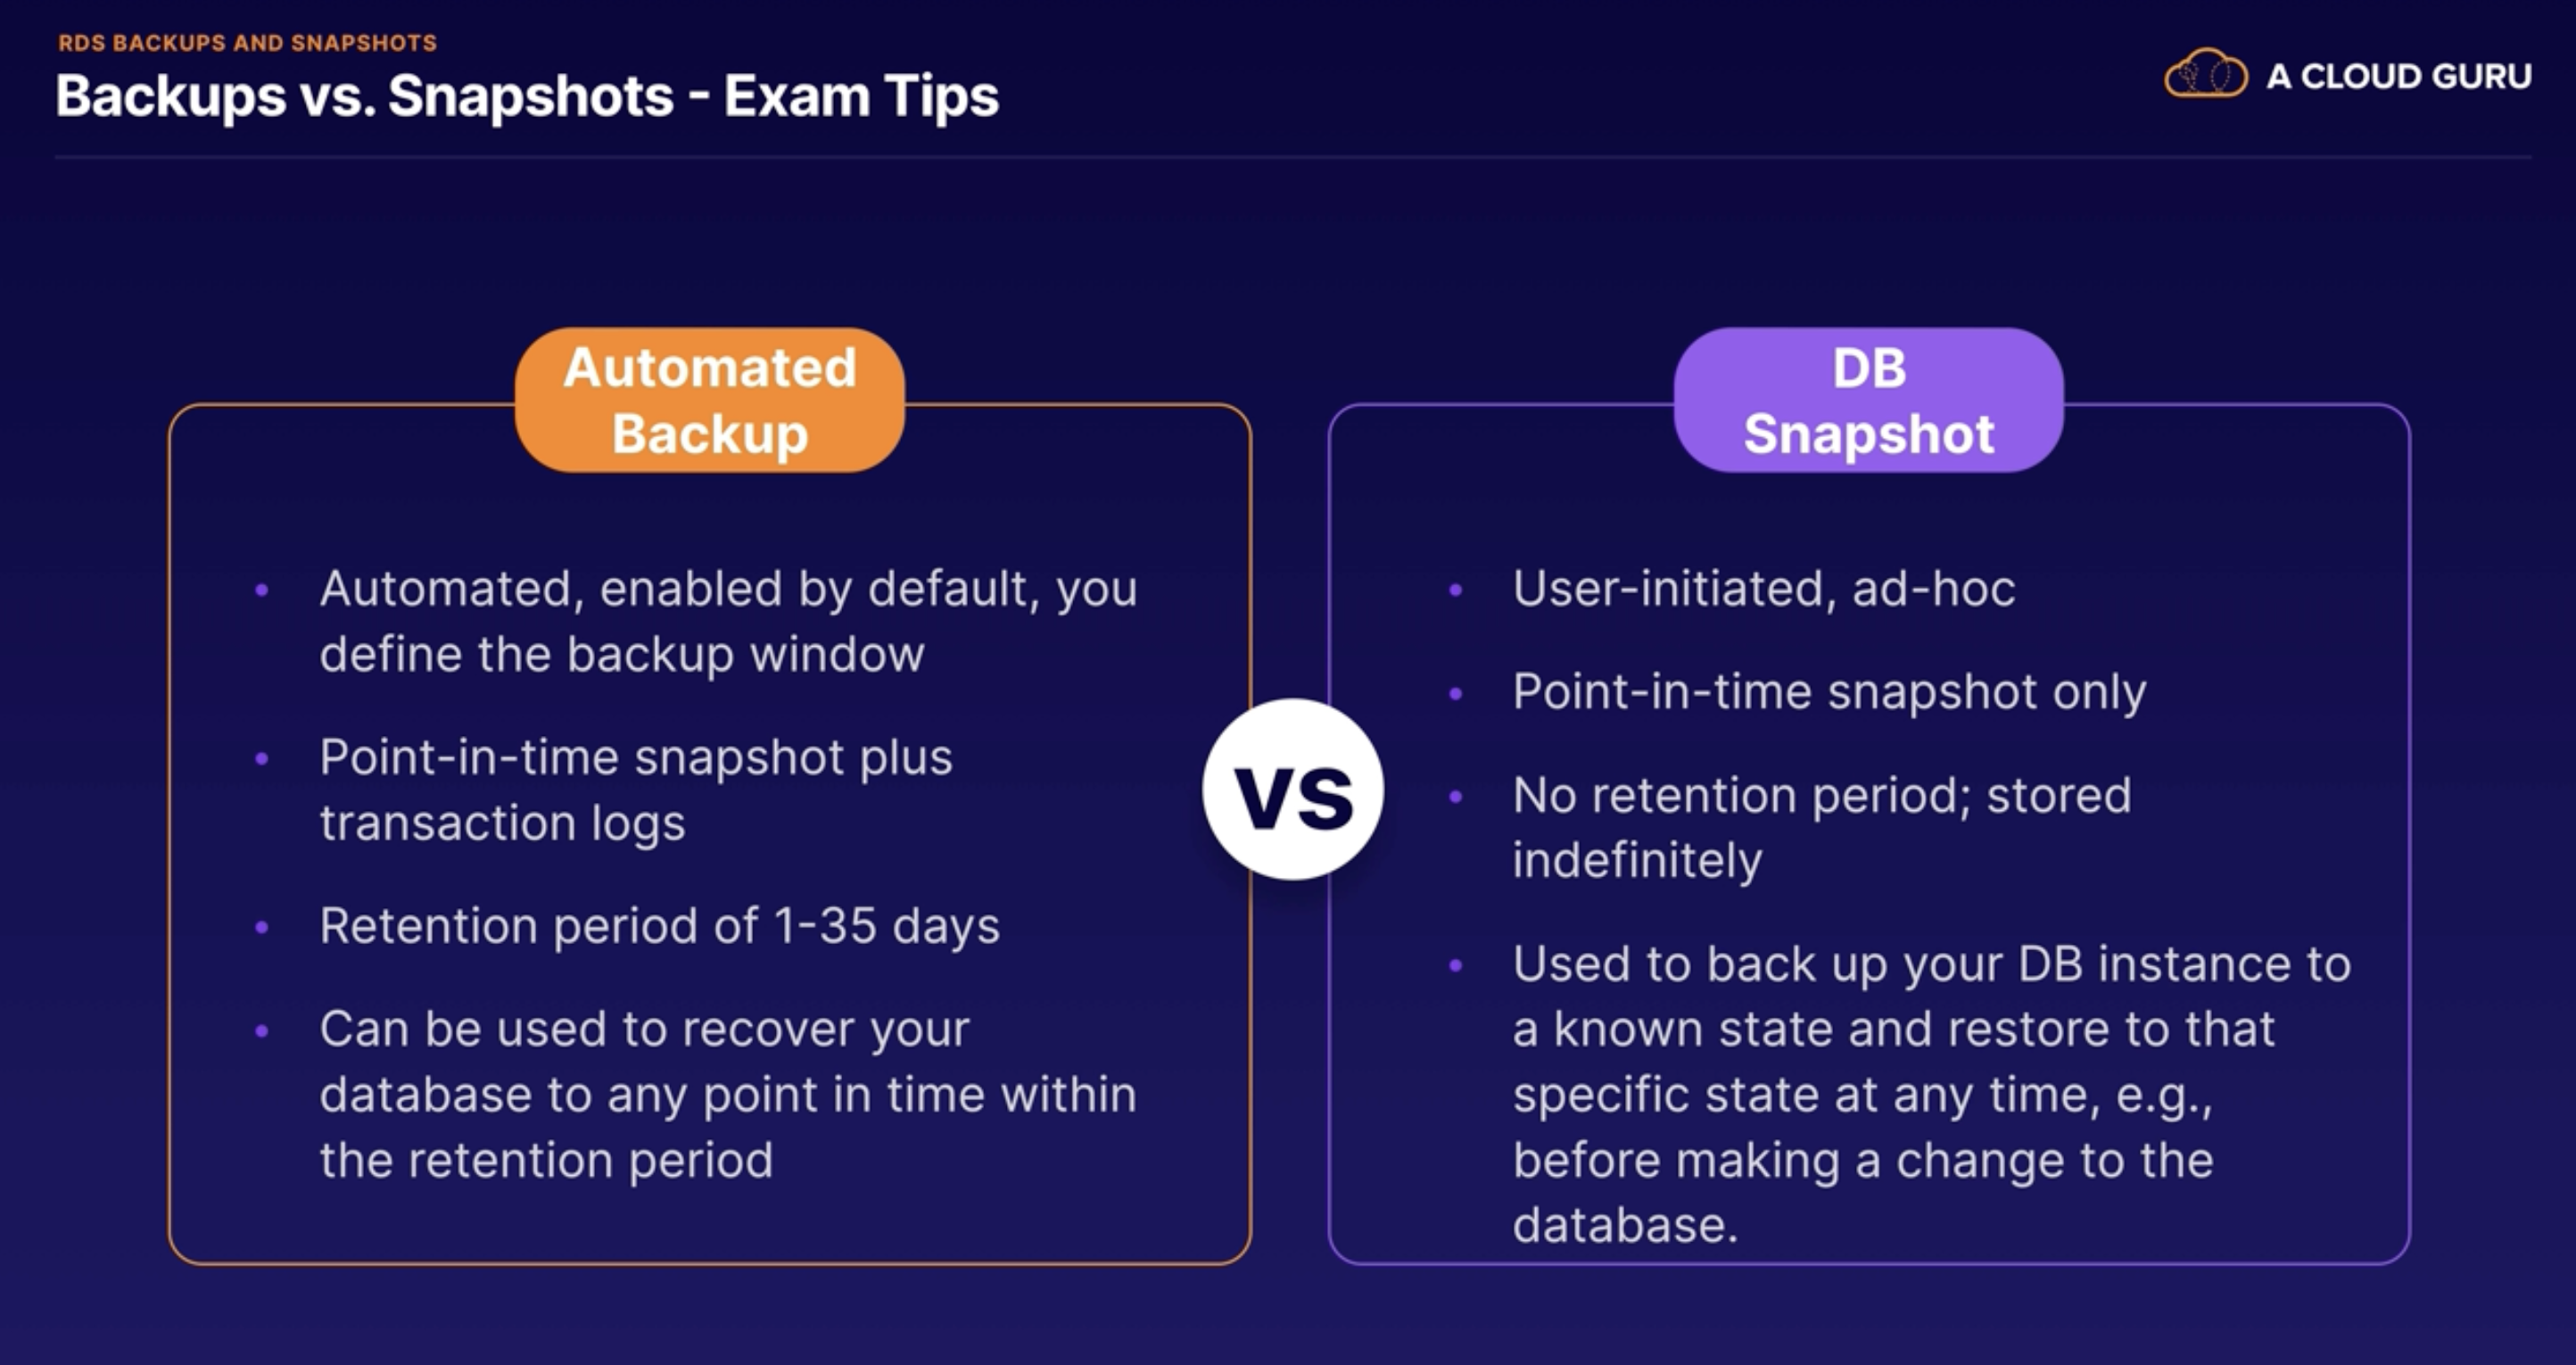 RDS BACKUPS AND SNAPSHOTS
Backups vs. Snapshots - Exam Tips
A CLOUD GURU
Automated
Backup
• Automated, enabled by default, you
define the backup window
• Point-in-time snapshot plus
transaction logs
• Retention period of 1-35 days
• Can be used to recover your
database to any point in time within
the retention period
VS
DB
Snapshot
• User-initiated, ad-hoc
• Point-in-time snapshot only
• No retention period; stored
indefinitely
• Used to back up your DB instance to
a known state and restore to that
specific state at any time, e.g.,
before making a change to the
database.